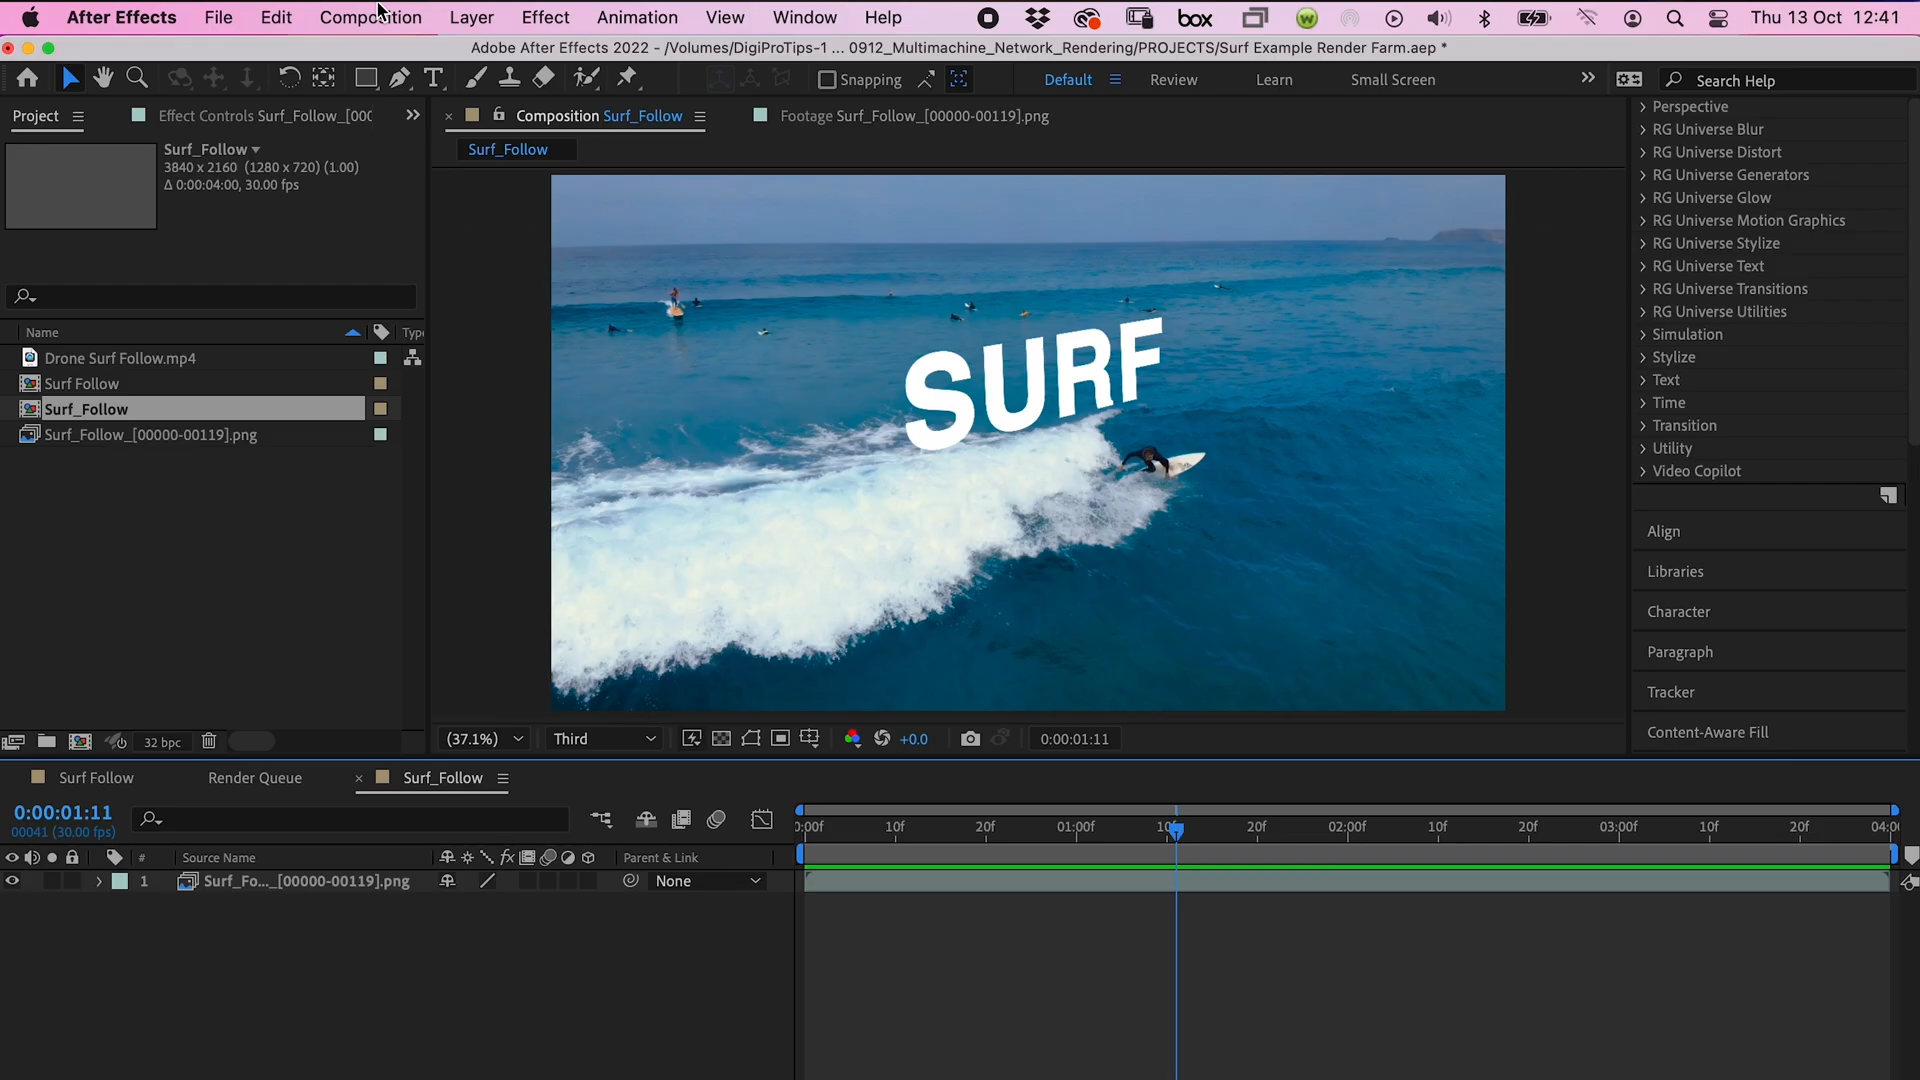 After Effects File Edit Composition Layer Effect Animation View Window Help box Thu 13 Oct 12:41
Adobe After Effects 2022 - /Volumes/DigiProTips-1 ... 0912_Multimachine_Network_Rendering/PROJECTS/Surf Example Render Farm.aep *
Snapping Default Review Learn Small Screen Search Help
Project Effect Controls Surf_Follow_[00( Composition Surf_Follow Footage Surf_Follow_[00000-00119].png
Surf_Follow
3840 x 2160 (1280 x 720) (1.00)
Δ 0:00:04:00, 30.00 fps
Name Type
Drone Surf Follow.mp4
Surf Follow
Surf_Follow
Surf_Follow_[00000-00119].png
32 bpc
Surf_Follow
SURF
(37.1%) Third +0.0 0:00:01:11
Perspective
RG Universe Blur
RG Universe Distort
RG Universe Generators
RG Universe Glow
RG Universe Motion Graphics
RG Universe Stylize
RG Universe Text
RG Universe Transitions
RG Universe Utilities
Simulation
Stylize
Text
Time
Transition
Utility
Video Copilot
Align
Libraries
Character
Paragraph
Tracker
Content-Aware Fill
Surf Follow Render Queue Surf_Follow
0:00:01:11
00041 (30.00 fps)
0:00f 10f 20f 01:00f 10f 20f 02:00f 10f 20f 03:00f 10f 20f 04:00
# Source Name fx Parent & Link
1 Surf_Fo..._[00000-00119].png None